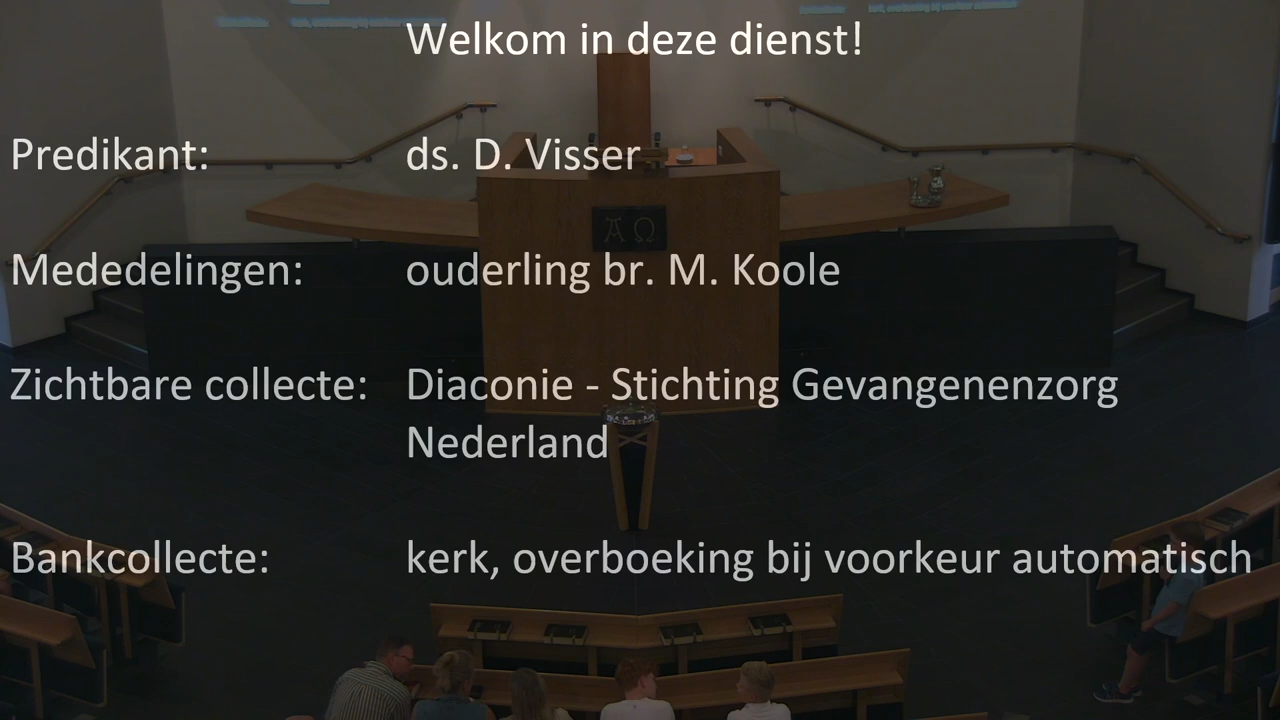 Welkom in deze dienst!
Predikant: ds. D. Visser
Α Ω
Mededelingen: ouderling br. M. Koole
Zichtbare collecte: Diaconie - Stichting Gevangenenzorg
Nederland
Bankcollecte: kerk, overboeking bij voorkeur automatisch